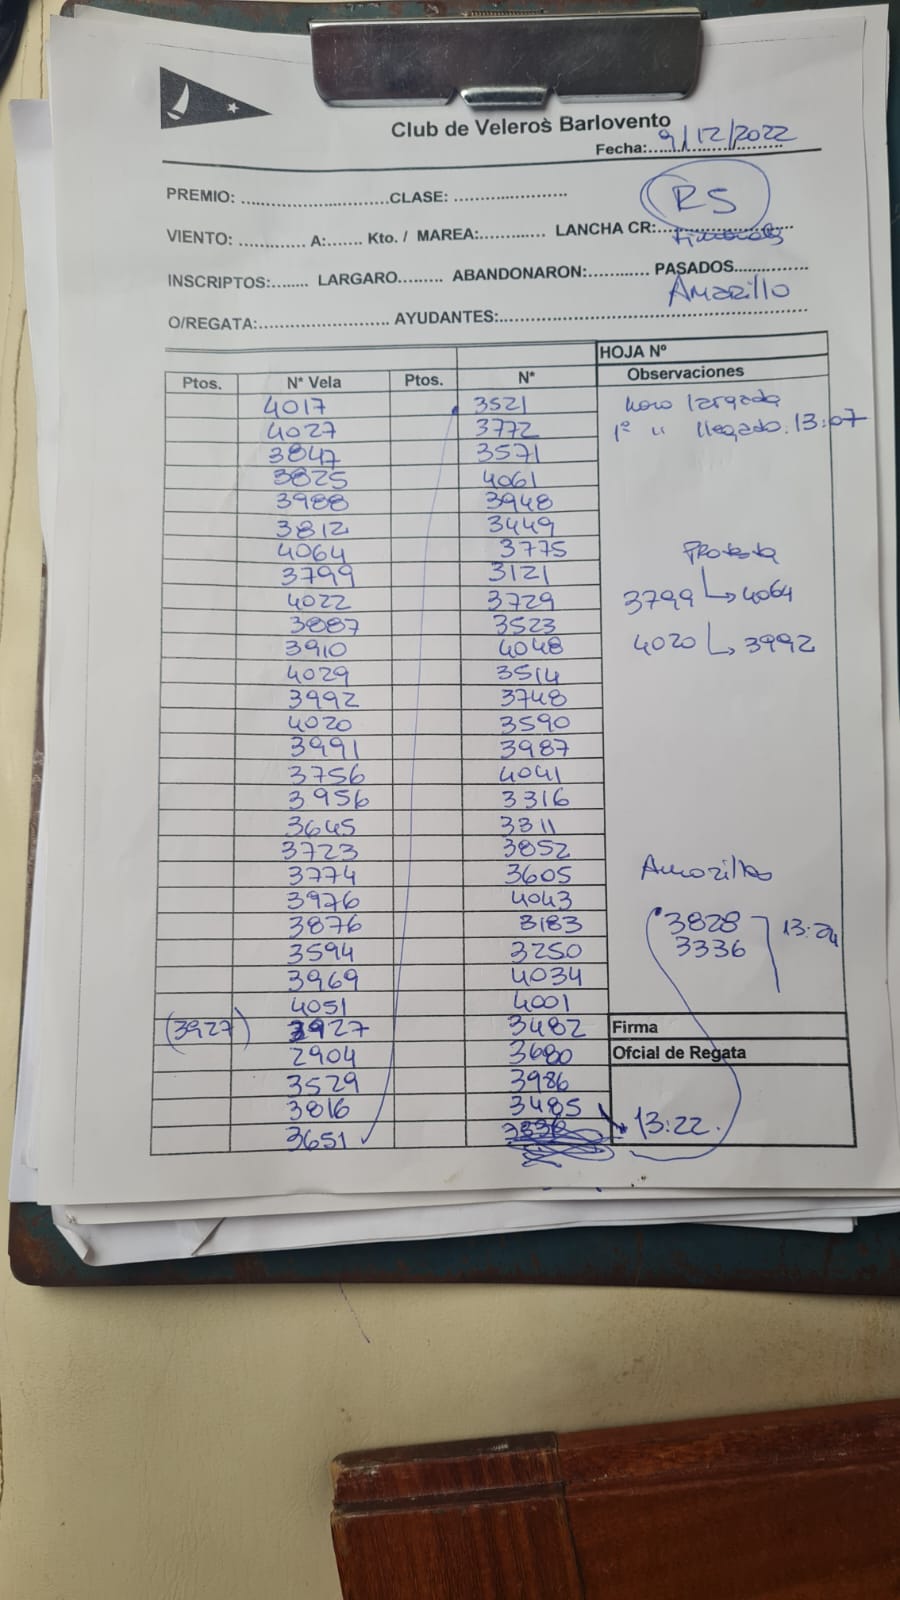 Club de Veleros Barlovento
Fecha:..9/12/2022
PREMIO: ............................CLASE: ......................
RS
VIENTO: ............. A:....... Kto. / MAREA:............. LANCHA CR:..........................
INSCRIPTOS:....... LARGARO......... ABANDONARON:............ PASADOS...............
Amarillo
O/REGATA:.......................... AYUDANTES:............................................................
HOJA Nº
Ptos. N* Vela Ptos. N* Observaciones
4017 3521 largada
4027 3772 1º " llegada: 13:07
3847 3571
3825 4061
3988 3948
3812 3449
4064 3775 Protesta
3799 3121 3799 → 4064
4022 3729
3887 3523
3910 4048 4020 → 3992
4029 3514
3992 3748
4020 3590
3991 3987
3756 4041
3956 3316
3645 3311
3723 3852
3774 3605 Amarillo
3976 4043
3876 3183 3828 13:24
3594 3250 3336
3969 4034
4051 4001
(3927) 3927 3482 Firma
2904 3680 Ofcial de Regata
3529 3986
3816 3485
3651 13:22.